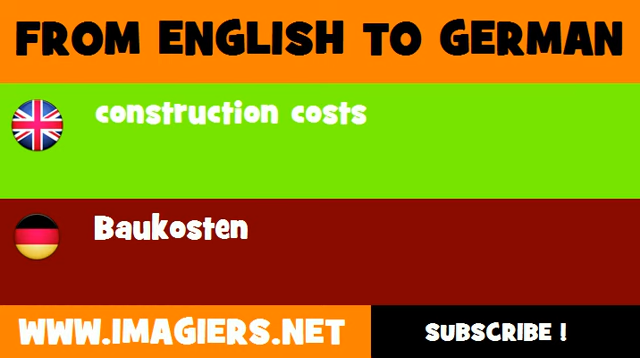 FROM ENGLISH TO GERMAN
construction costs
Baukosten
WWW.IMAGIERS.NET
SUBSCRIBE !